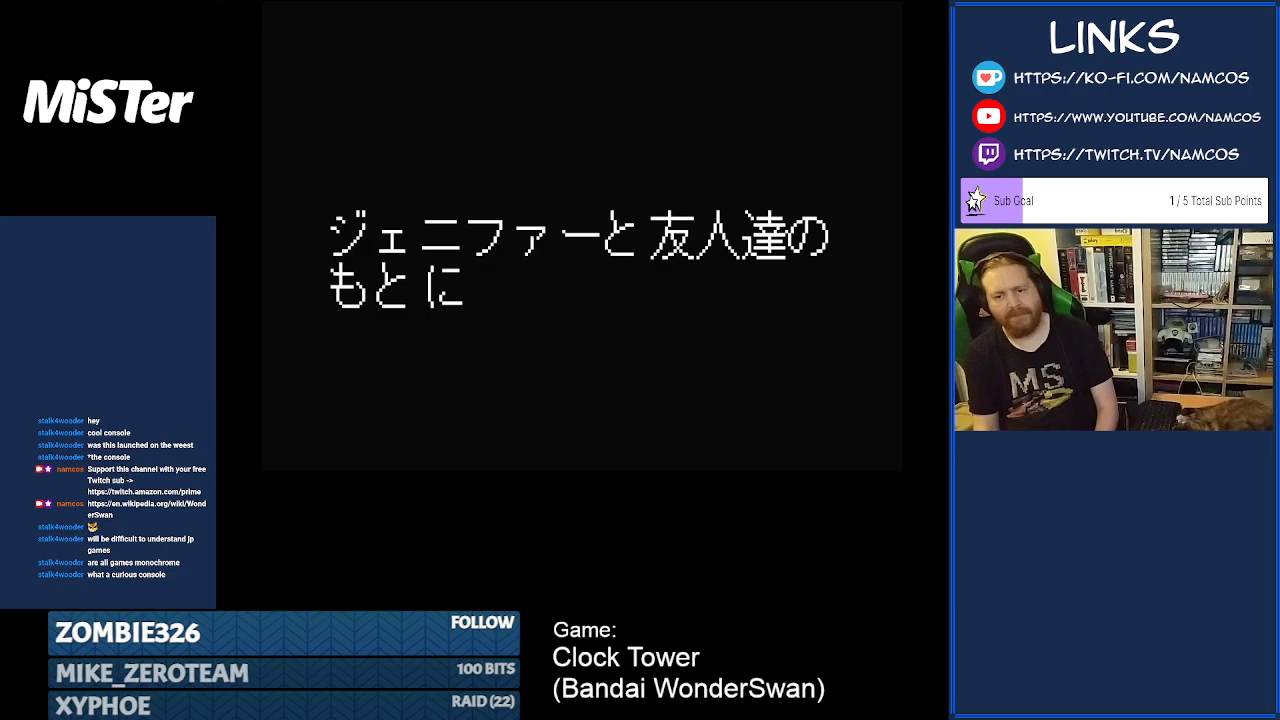 MiSTer
ジェニファーと友人達の
もとに
LINKS
HTTPS://KO-FI.COM/NAMCOS
HTTPS://WWW.YOUTUBE.COM/NAMCOS
HTTPS://TWITCH.TV/NAMCOS
Sub Goal
1 / 5 Total Sub Points
MS
stalk4wooder hey
stalk4wooder cool console
stalk4wooder was this launched on the weest
stalk4wooder *the console
namcos Support this channel with your free
Twitch sub ->
https://twitch.amazon.com/prime
namcos https://en.wikipedia.org/wiki/Wond
erSwan
stalk4wooder
stalk4wooder will be difficult to understand jp
games
stalk4wooder are all games monochrome
stalk4wooder what a curious console
ZOMBIE326 FOLLOW
MIKE_ZEROTEAM 100 BITS
XYPHOE RAID (22)
Game:
Clock Tower
(Bandai WonderSwan)